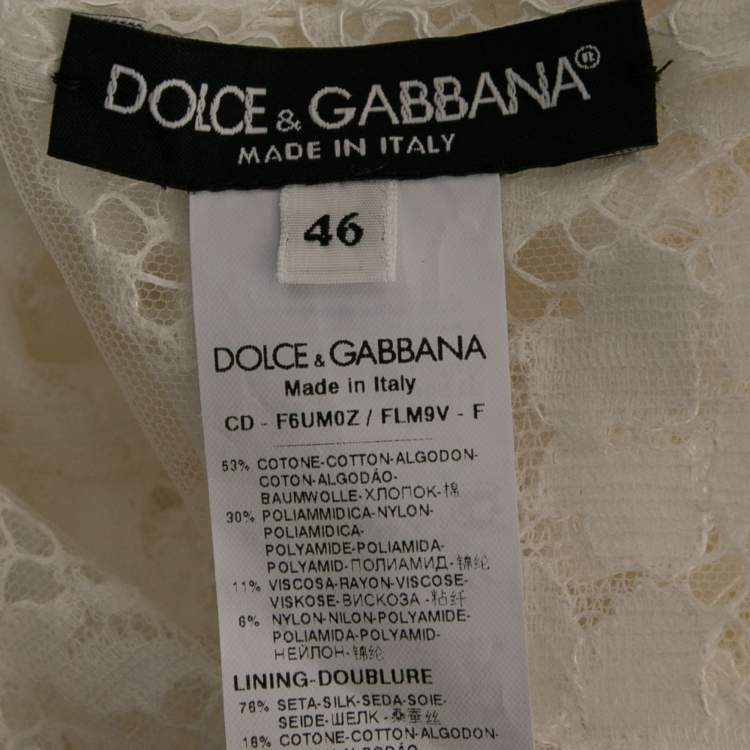 DOLCE & GABBANA®
MADE IN ITALY
46
DOLCE & GABBANA
Made in Italy
CD - F6UM0Z / FLM9V - F
53% COTONE-COTTON-ALGODON-
COTON-ALGODÃO-
BAUMWOLLE-ХЛОПОК-棉
30% POLIAMMIDICA-NYLON-
POLIAMIDICA-
POLYAMIDE-POLIAMIDA-
POLYAMID-ПОЛИАМИД-锦纶
11% VISCOSA-RAYON-VISCOSE-
VISKOSE-ВИСКОЗА-粘纤
6% NYLON-NILON-POLYAMIDE-
POLIAMIDA-POLYAMID-
НЕЙЛОН-锦纶
LINING-DOUBLURE
SETA-SILK-SEDA-SOIE-
SEIDE-ШЕЛК-桑蚕丝
COTONE-COTTON-ALGODON-